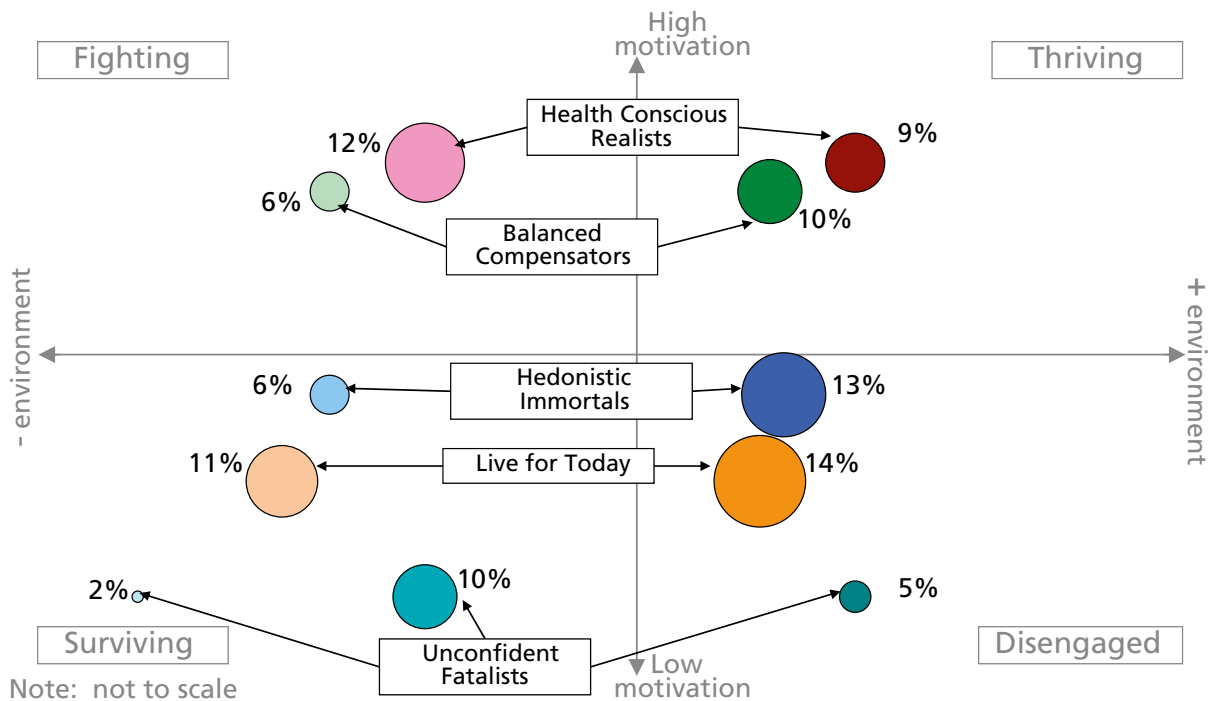 High
motivation
Fighting
Thriving
Health Conscious
Realists
12%
9%
6%
10%
Balanced
Compensators
- environment
+ environment
Hedonistic
Immortals
6%
13%
Live for Today
11%
14%
2%
10%
5%
Surviving
Unconfident
Fatalists
Disengaged
Low
motivation
Note: not to scale